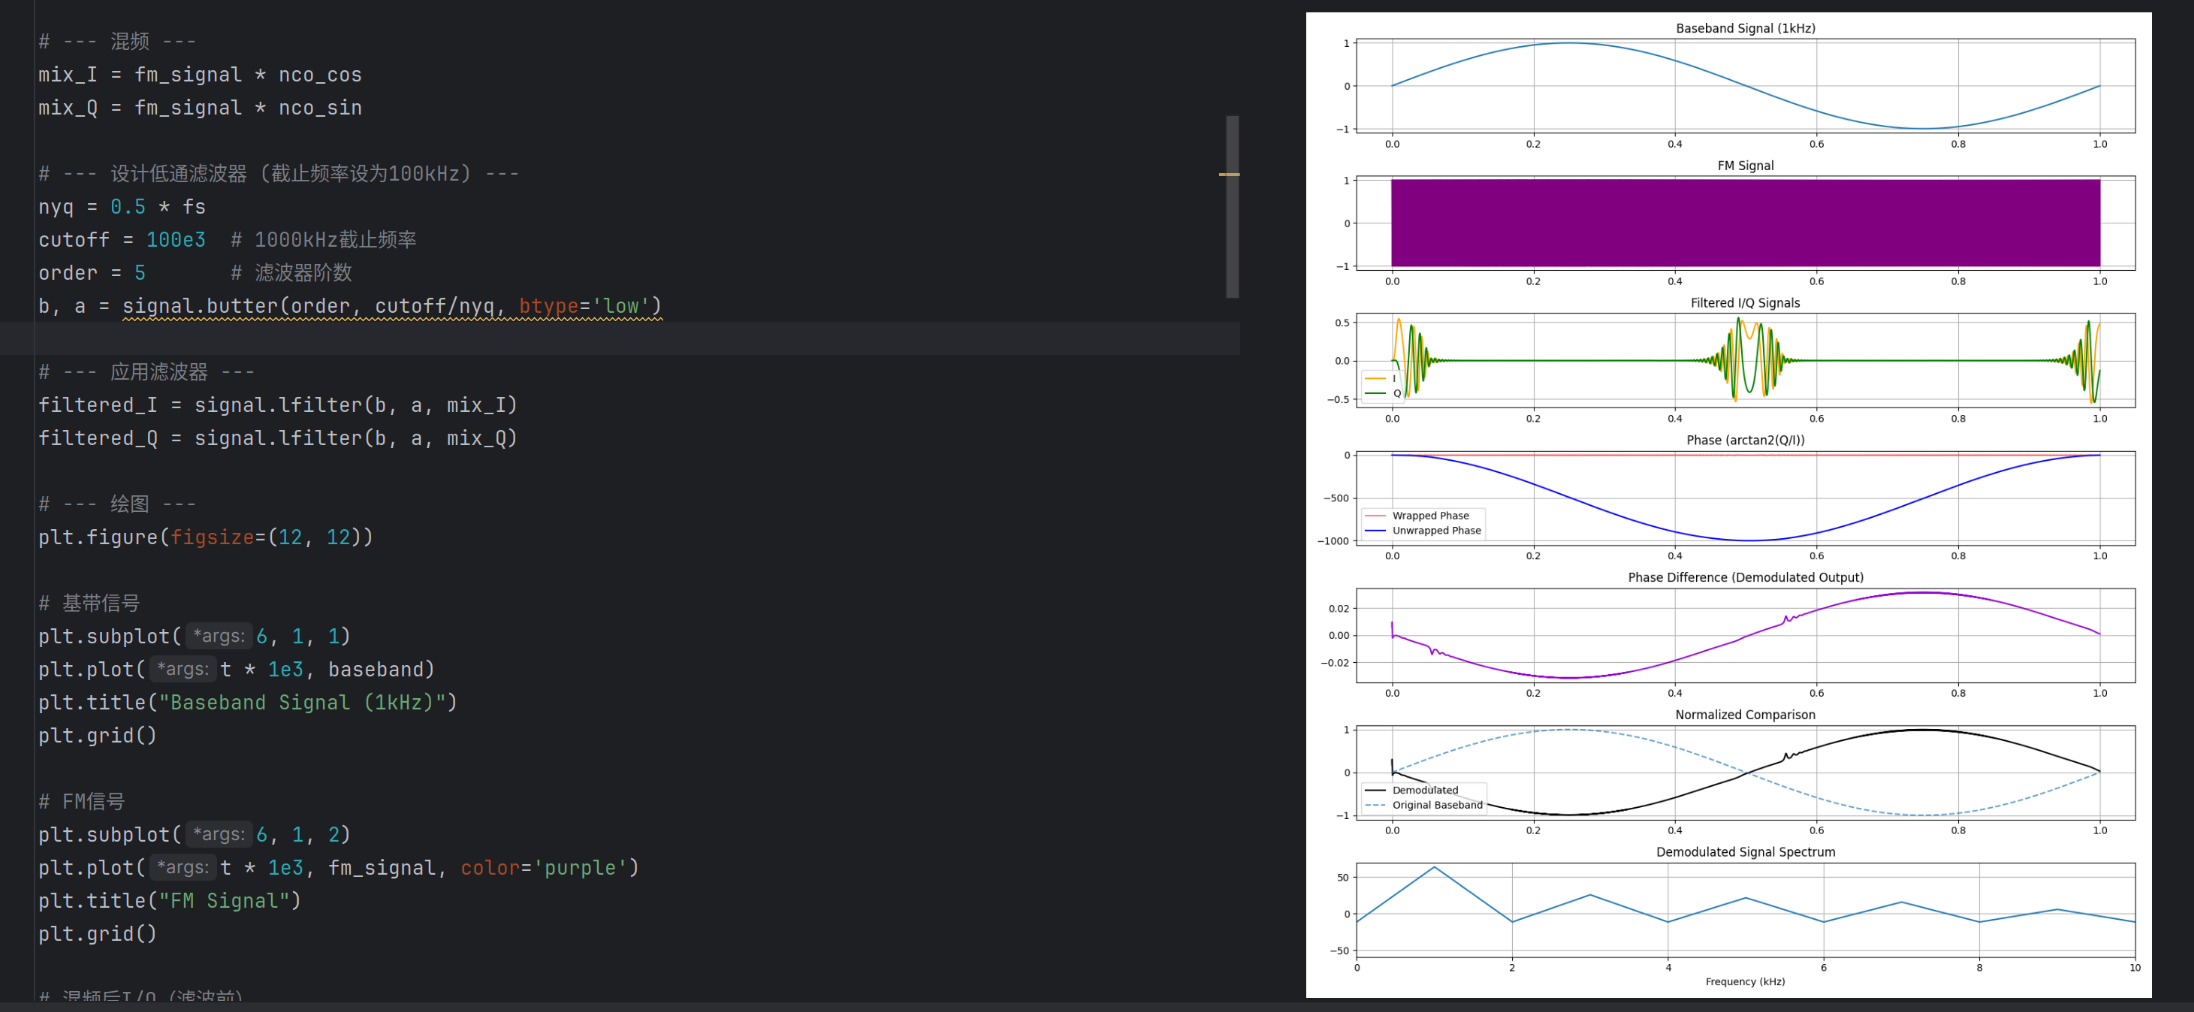 # --- 混频 ---
mix_I = fm_signal * nco_cos
mix_Q = fm_signal * nco_sin
# --- 设计低通滤波器 (截止频率设为100kHz) ---
nyq = 0.5 * fs
cutoff = 100e3  # 1000kHz截止频率
order = 5       # 滤波器阶数
b, a = signal.butter(order, cutoff/nyq, btype='low')
# --- 应用滤波器 ---
filtered_I = signal.lfilter(b, a, mix_I)
filtered_Q = signal.lfilter(b, a, mix_Q)
# --- 绘图 ---
plt.figure(figsize=(12, 12))
# 基带信号
plt.subplot( *args: 6, 1, 1)
plt.plot( *args: t * 1e3, baseband)
plt.title("Baseband Signal (1kHz)")
plt.grid()
# FM信号
plt.subplot( *args: 6, 1, 2)
plt.plot( *args: t * 1e3, fm_signal, color='purple')
plt.title("FM Signal")
plt.grid()
# 混频后I/Q (滤波前)
Baseband Signal (1kHz)
1
0
−1
0.0 0.2 0.4 0.6 0.8 1.0
FM Signal
1
0
−1
0.0 0.2 0.4 0.6 0.8 1.0
Filtered I/Q Signals
0.5
0.0
−0.5
I
Q
0.0 0.2 0.4 0.6 0.8 1.0
Phase (arctan2(Q/I))
0
−500
−1000
Wrapped Phase
Unwrapped Phase
0.0 0.2 0.4 0.6 0.8 1.0
Phase Difference (Demodulated Output)
0.02
0.00
−0.02
0.0 0.2 0.4 0.6 0.8 1.0
Normalized Comparison
1
0
−1
Demodulated
Original Baseband
0.0 0.2 0.4 0.6 0.8 1.0
Demodulated Signal Spectrum
50
0
−50
0 2 4 6 8 10
Frequency (kHz)